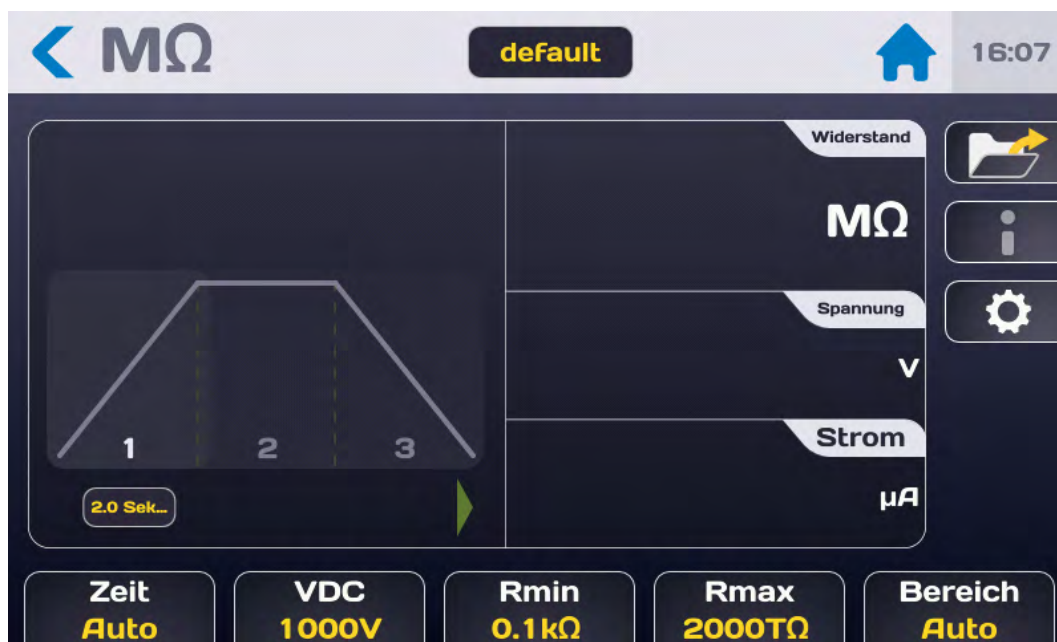 MΩ
default
16:07
Widerstand
MΩ
Spannung
V
Strom
µA
1 2 3
2.0 Sek...
Zeit
Auto
VDC
1000V
Rmin
0.1kΩ
Rmax
2000TΩ
Bereich
Auto